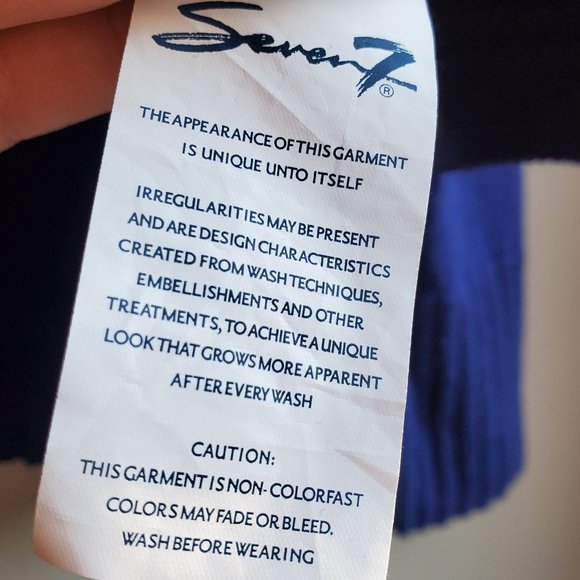 Seven7
®
THE APPEARANCE OF THIS GARMENT
IS UNIQUE UNTO ITSELF
IRREGULARITIES MAY BE PRESENT
AND ARE DESIGN CHARACTERISTICS
CREATED FROM WASH TECHNIQUES,
EMBELLISHMENTS AND OTHER
TREATMENTS, TO ACHIEVE A UNIQUE
LOOK THAT GROWS MORE APPARENT
AFTER EVERY WASH
CAUTION:
THIS GARMENT IS NON-COLORFAST
COLORS MAY FADE OR BLEED.
WASH BEFORE WEARING